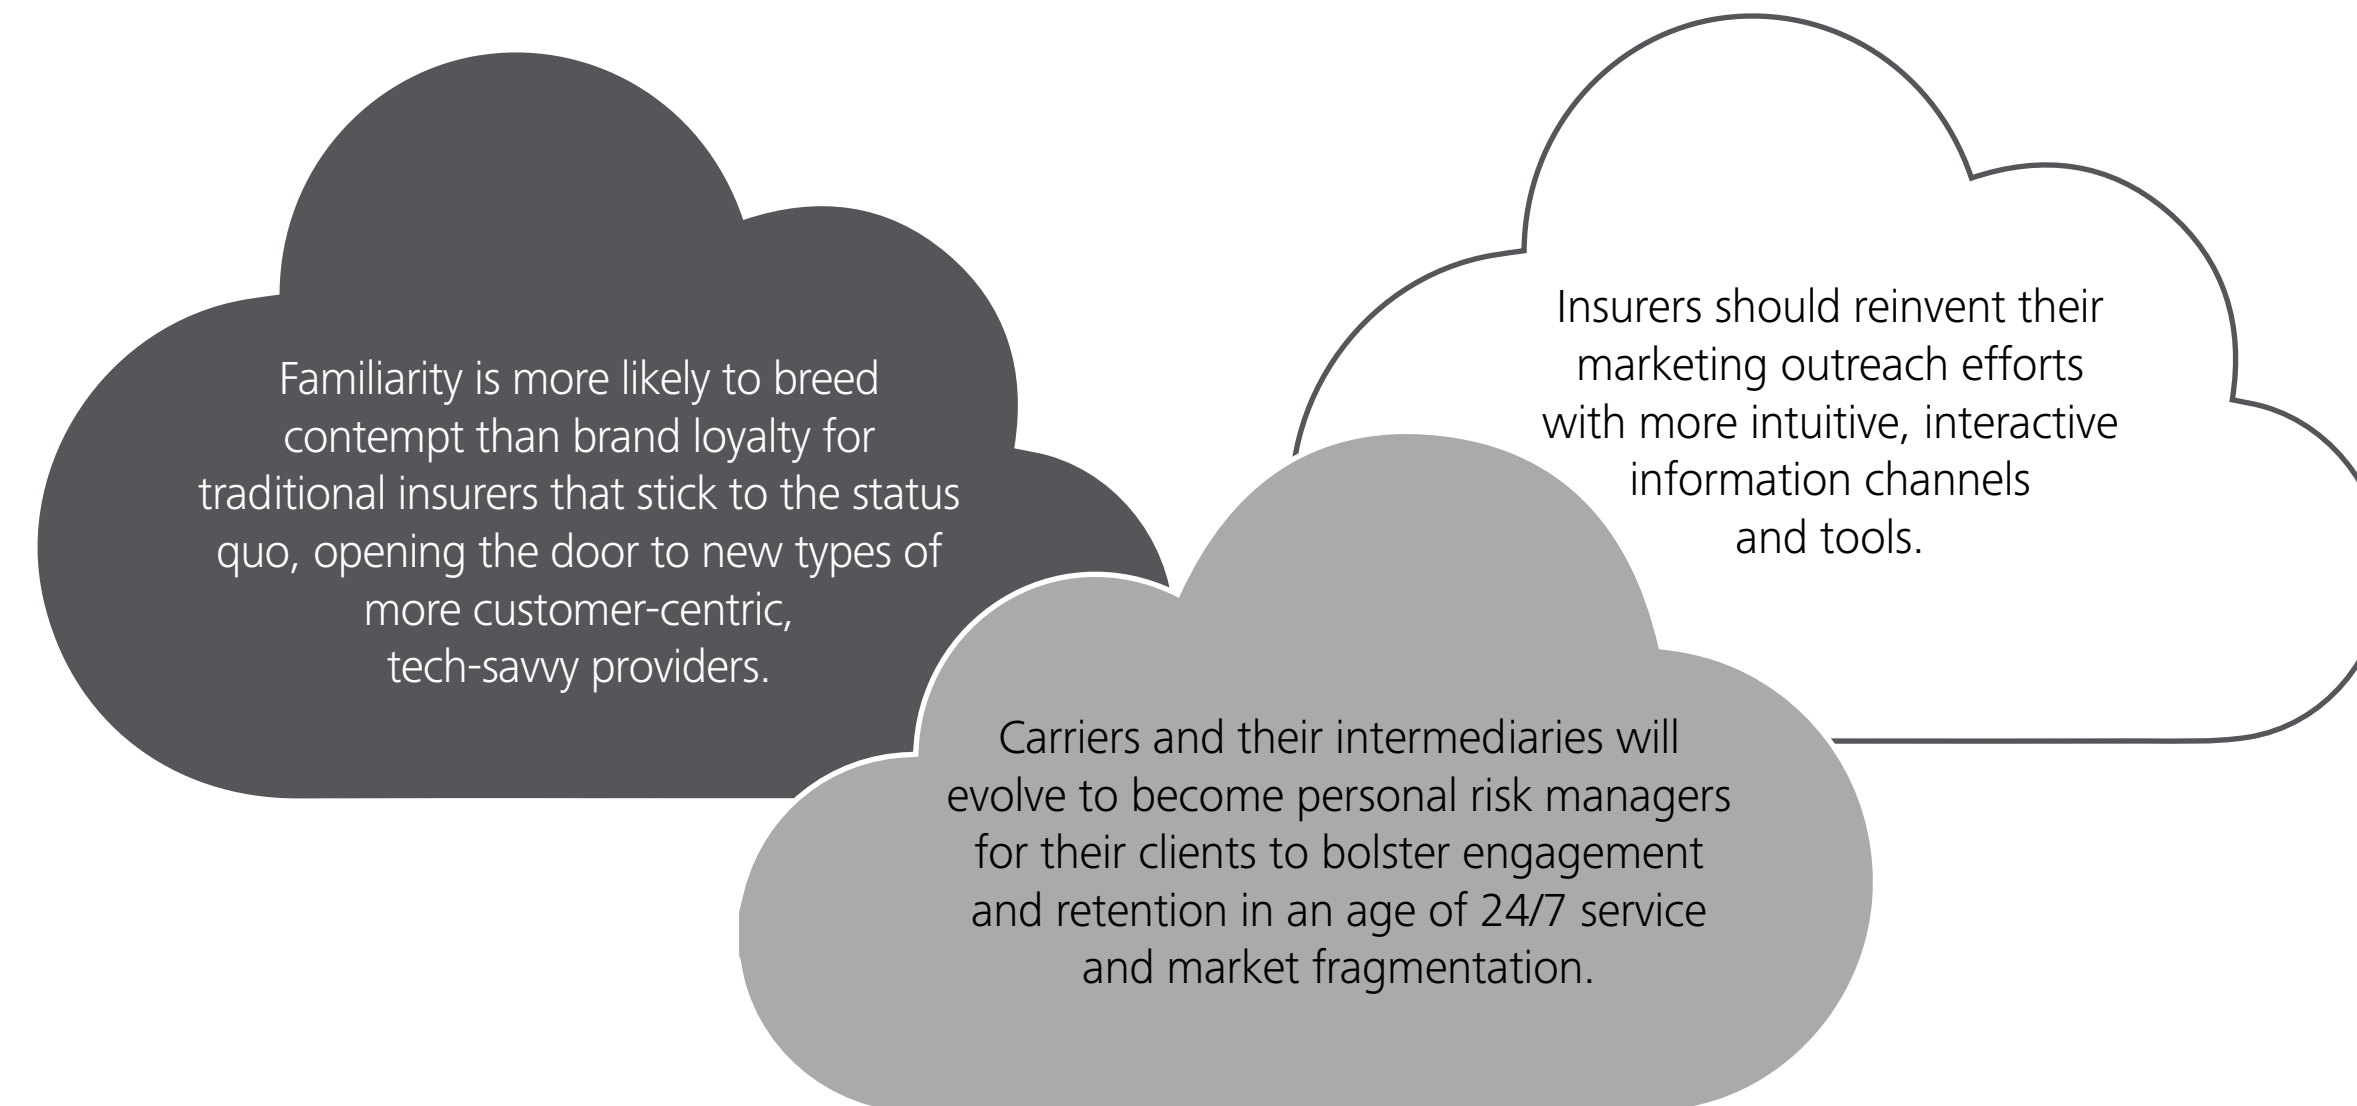 Familiarity is more likely to breed
contempt than brand loyalty for
traditional insurers that stick to the status
quo, opening the door to new types of
more customer-centric,
tech-savvy providers.
Insurers should reinvent their
marketing outreach efforts
with more intuitive, interactive
information channels
and tools.
Carriers and their intermediaries will
evolve to become personal risk managers
for their clients to bolster engagement
and retention in an age of 24/7 service
and market fragmentation.